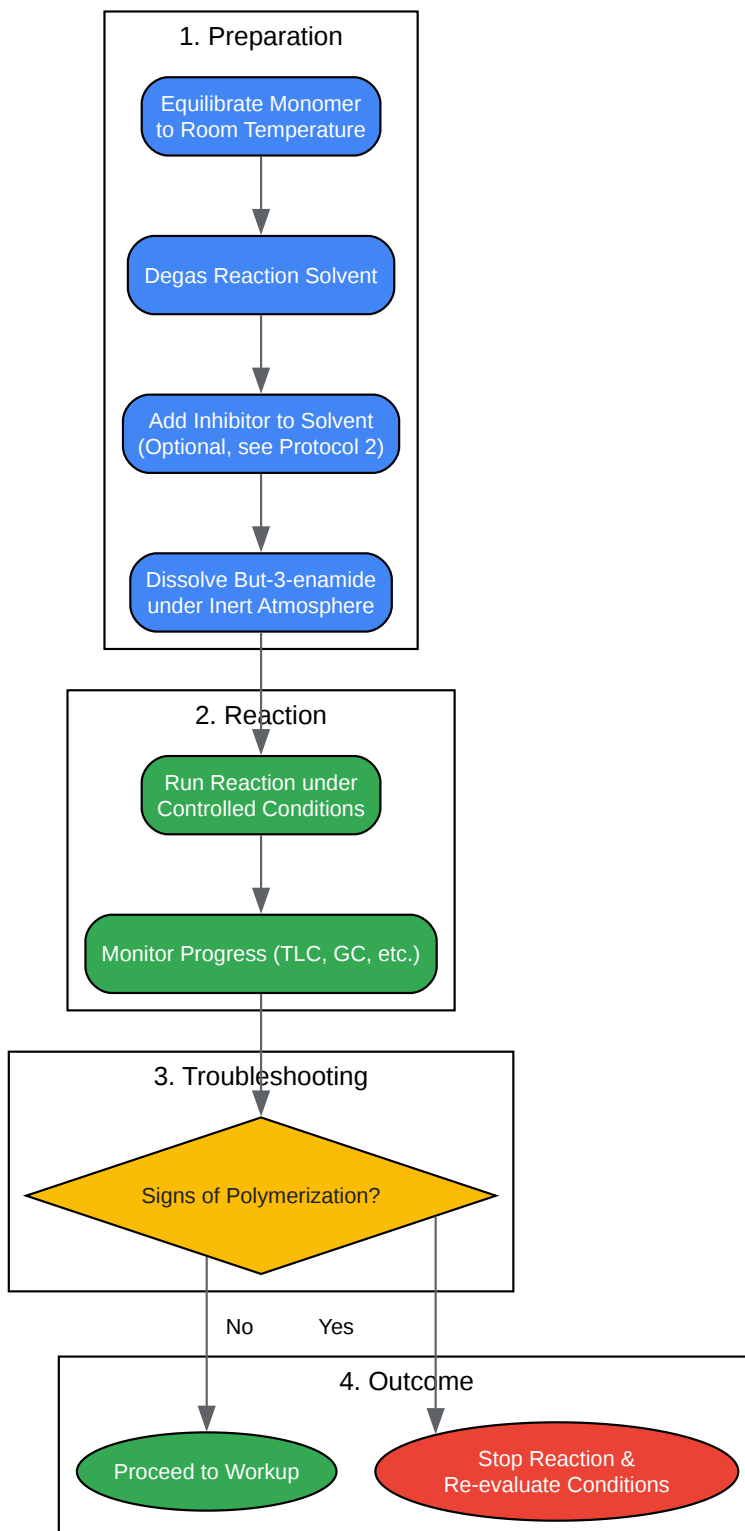 1. Preparation
Equilibrate Monomer
to Room Temperature
Degas Reaction Solvent
Add Inhibitor to Solvent
(Optional, see Protocol 2)
Dissolve But-3-enamide
under Inert Atmosphere
2. Reaction
Run Reaction under
Controlled Conditions
Monitor Progress (TLC, GC, etc.)
3. Troubleshooting
Signs of Polymerization?
No
Yes
4. Outcome
Proceed to Workup
Stop Reaction &
Re-evaluate Conditions